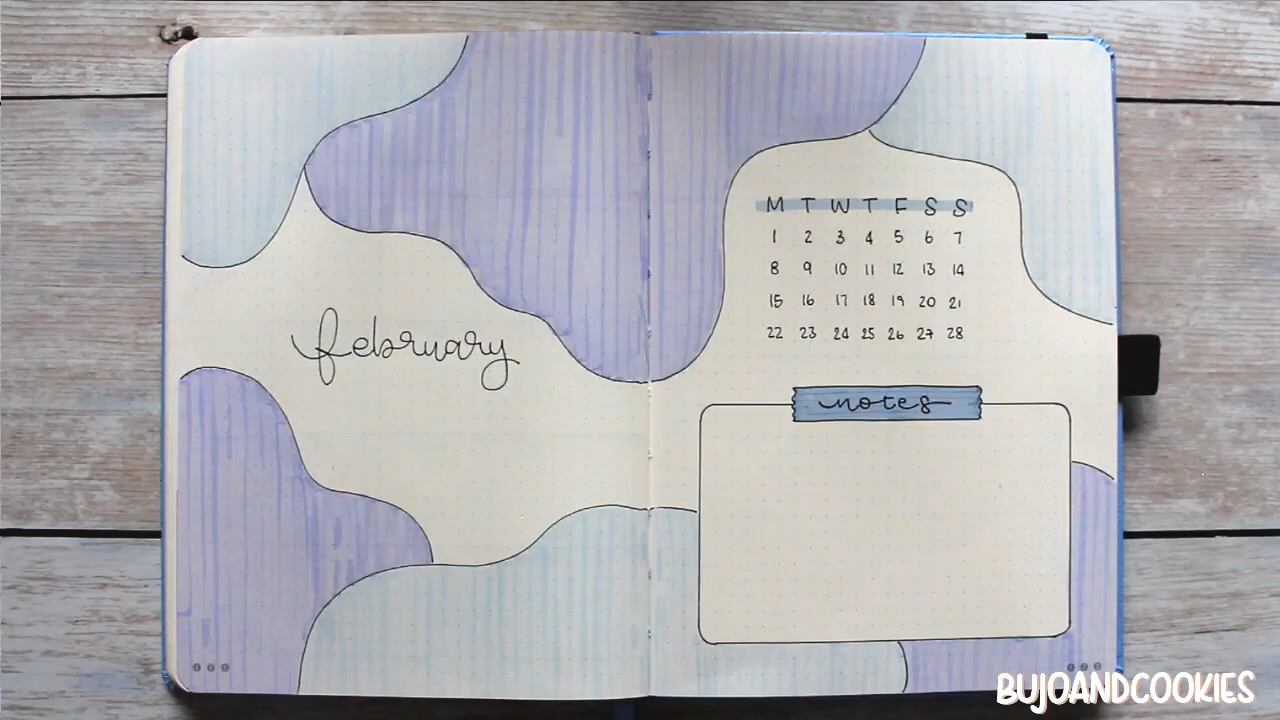 february
M T W T F S S
1 2 3 4 5 6 7
8 9 10 11 12 13 14
15 16 17 18 19 20 21
22 23 24 25 26 27 28
notes
BUJOANDCOOKIES